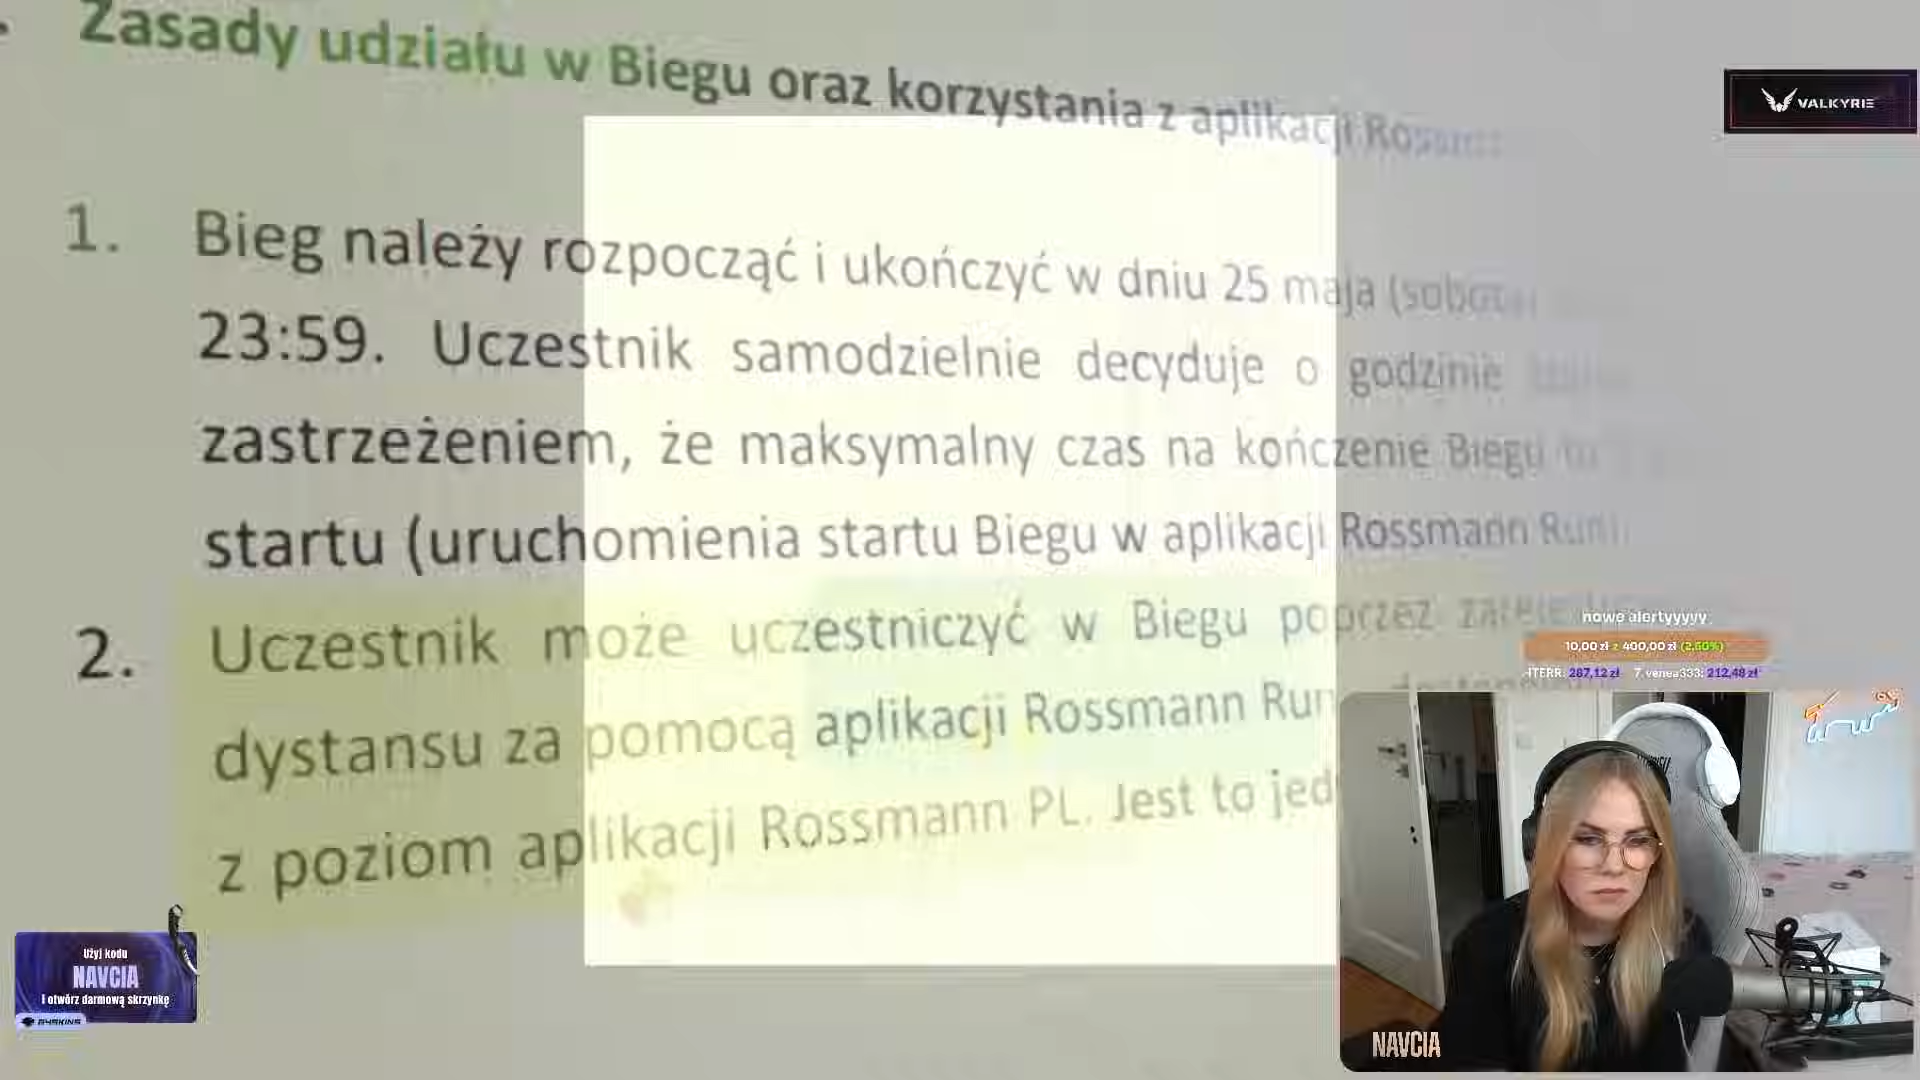 Zasady udziału w Biegu oraz korzystania z aplikacji
VALKYRIE
1. Bieg należy rozpocząć i ukończyć w dniu 25 maja (sobota)
23:59. Uczestnik samodzielnie decyduje o godzinie
zastrzeżeniem, że maksymalny czas na kończenie Biegu to
startu (uruchomienia startu Biegu w aplikacji Rossmann Run).
2. Uczestnik może uczestniczyć w Biegu poprzez
dystansu za pomocą aplikacji Rossmann Run
z poziom aplikacji Rossmann PL. Jest to jed
nowe alertyyyyy
10,00 zł z 400,00 zł (2.50%)
ITERR: 287,12 zł 7. venea333: 212,48 zł
Użyj kodu
NAVCIA
i otwórz darmową skrzynkę
NAVCIA